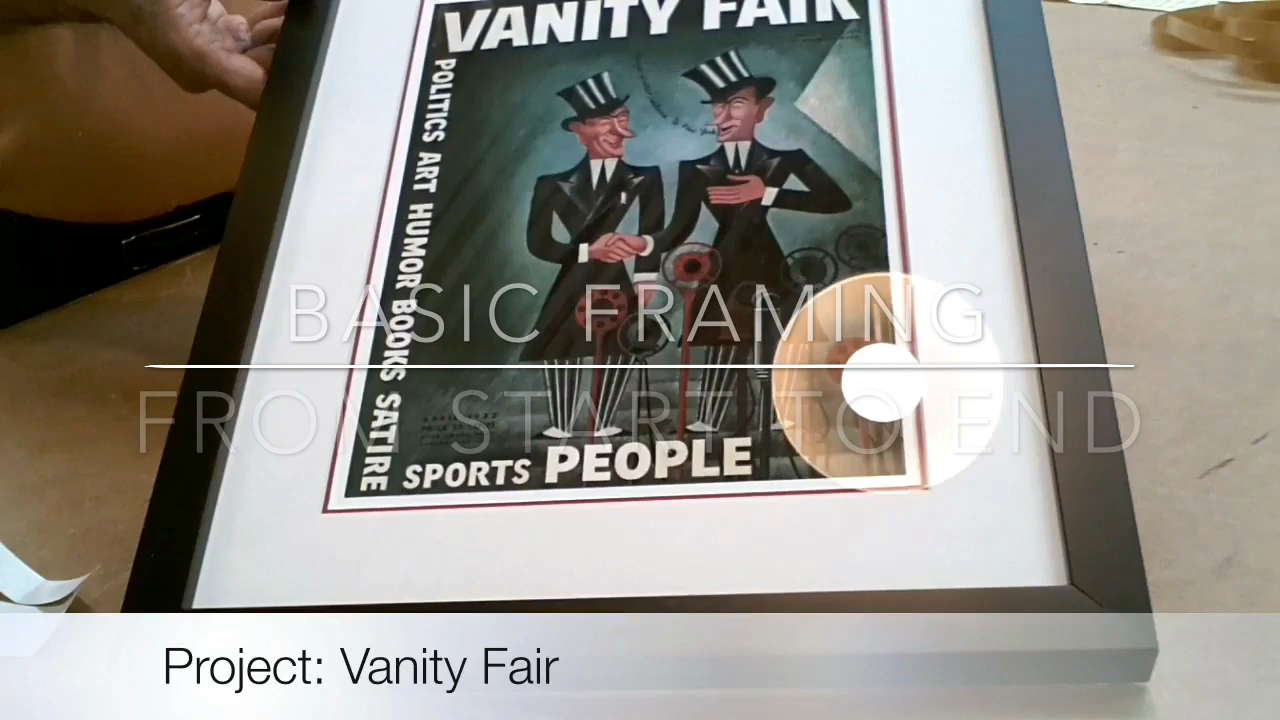 VANITY FAIR
POLITICS ART HUMOR BOOKS SATIRE
BASIC FRAMING
FROM START TO END
SPORTS PEOPLE
Project: Vanity Fair